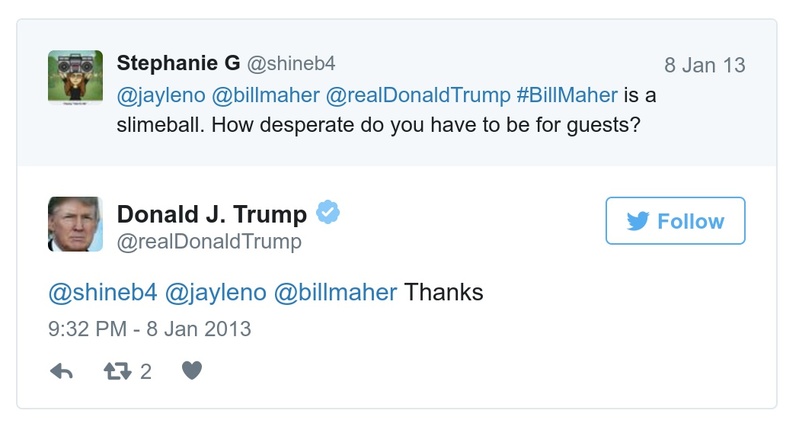 Stephanie G @shineb4
8 Jan 13
@jayleno @billmaher @realDonaldTrump #BillMaher is a
slimeball. How desperate do you have to be for guests?
Donald J. Trump
@realDonaldTrump
Follow
@shineb4 @jayleno @billmaher Thanks
9:32 PM - 8 Jan 2013
2